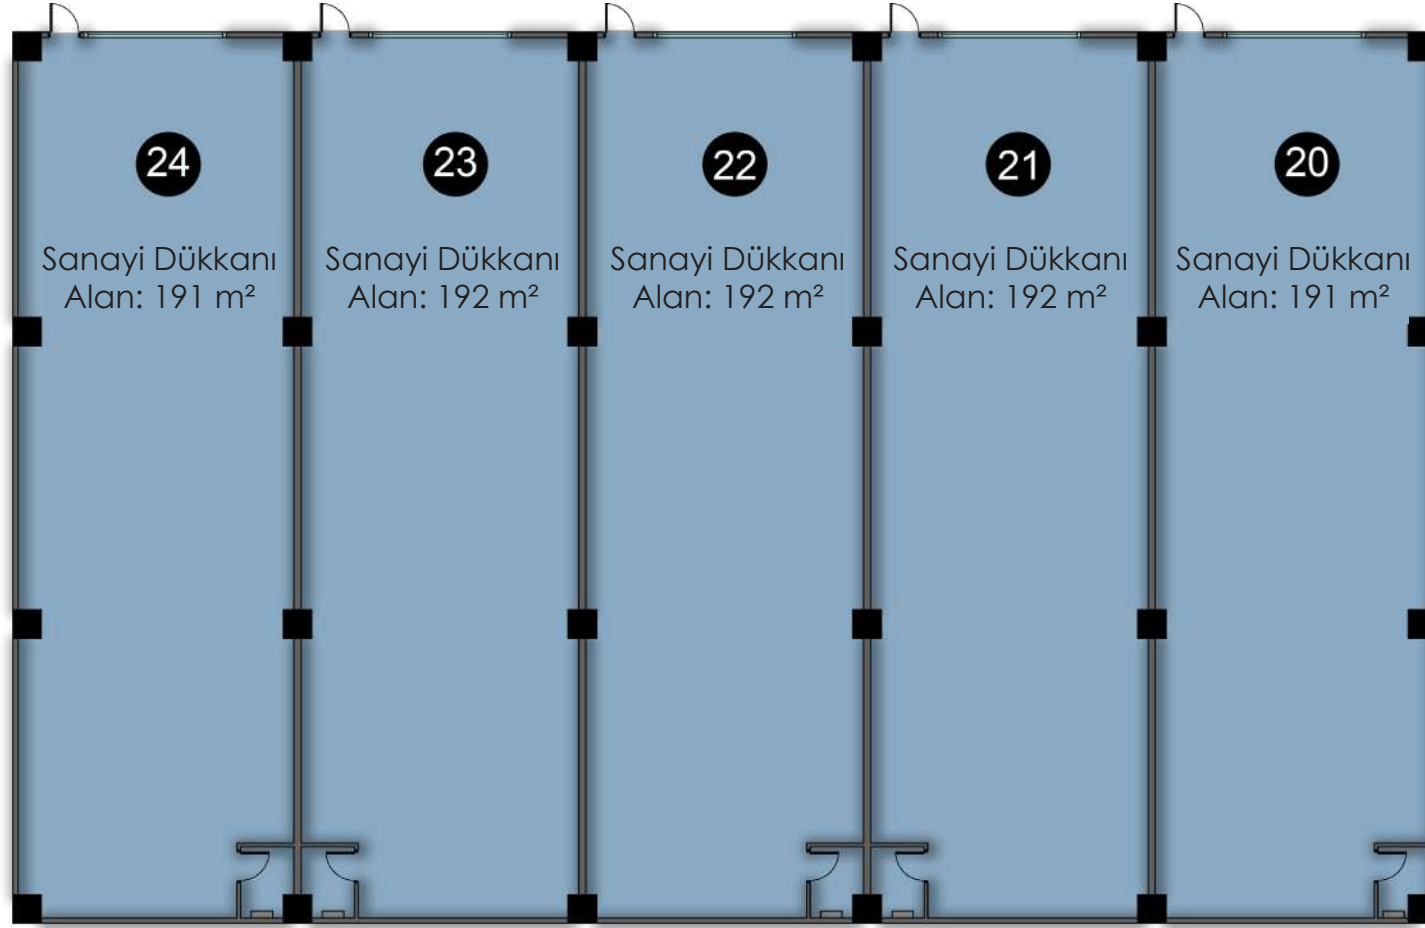 24
Sanayi Dükkanı
Alan: 191 m²
23
Sanayi Dükkanı
Alan: 192 m²
22
Sanayi Dükkanı
Alan: 192 m²
21
Sanayi Dükkanı
Alan: 192 m²
20
Sanayi Dükkanı
Alan: 191 m²